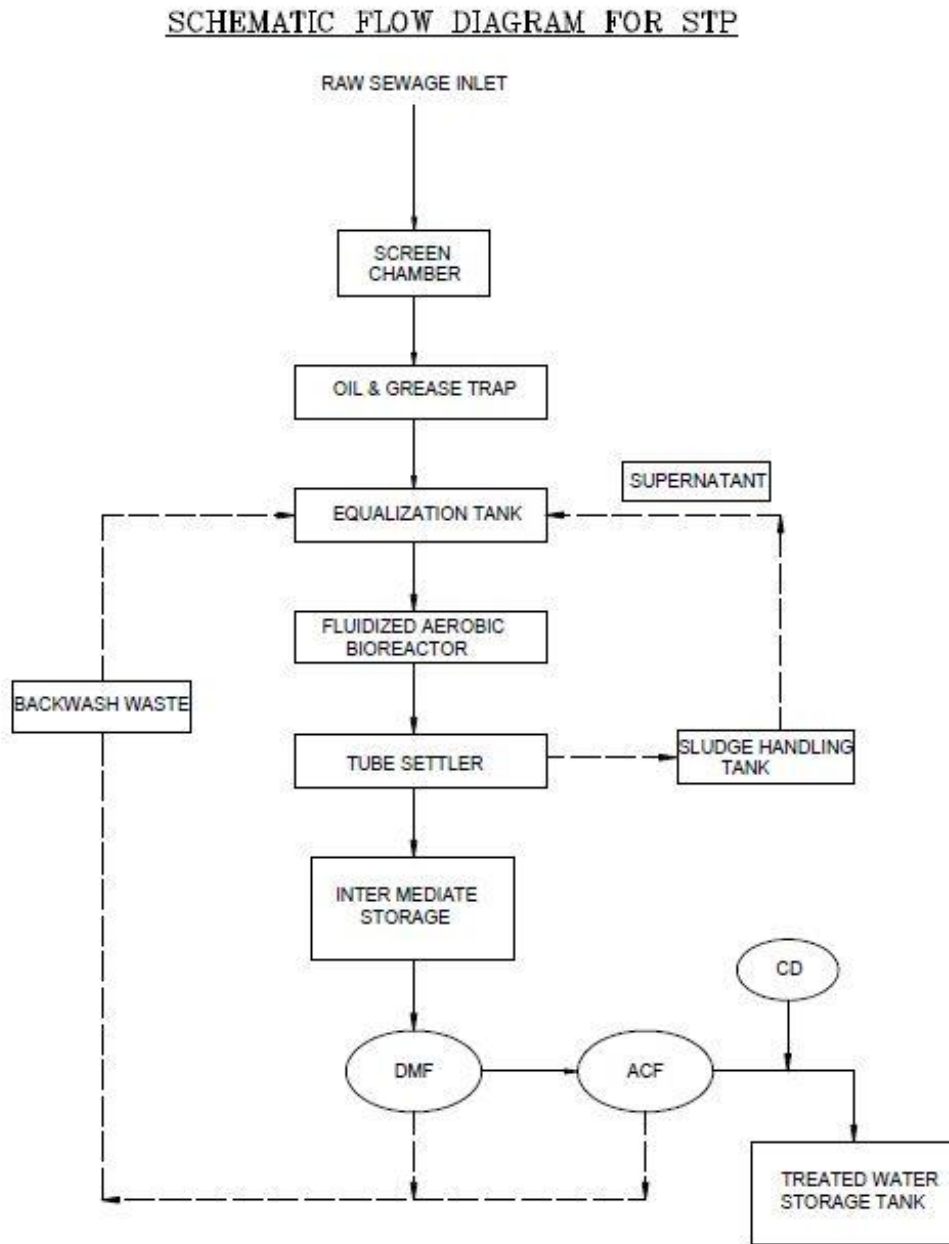 SCHEMATIC FLOW DIAGRAM FOR STP
RAW SEWAGE INLET
SCREEN
CHAMBER
OIL & GREASE TRAP
SUPERNATANT
EQUALIZATION TANK
FLUIDIZED AEROBIC
BIOREACTOR
BACKWASH WASTE
TUBE SETTLER
SLUDGE HANDLING
TANK
INTER MEDIATE
STORAGE
CD
DMF
ACF
TREATED WATER
STORAGE TANK